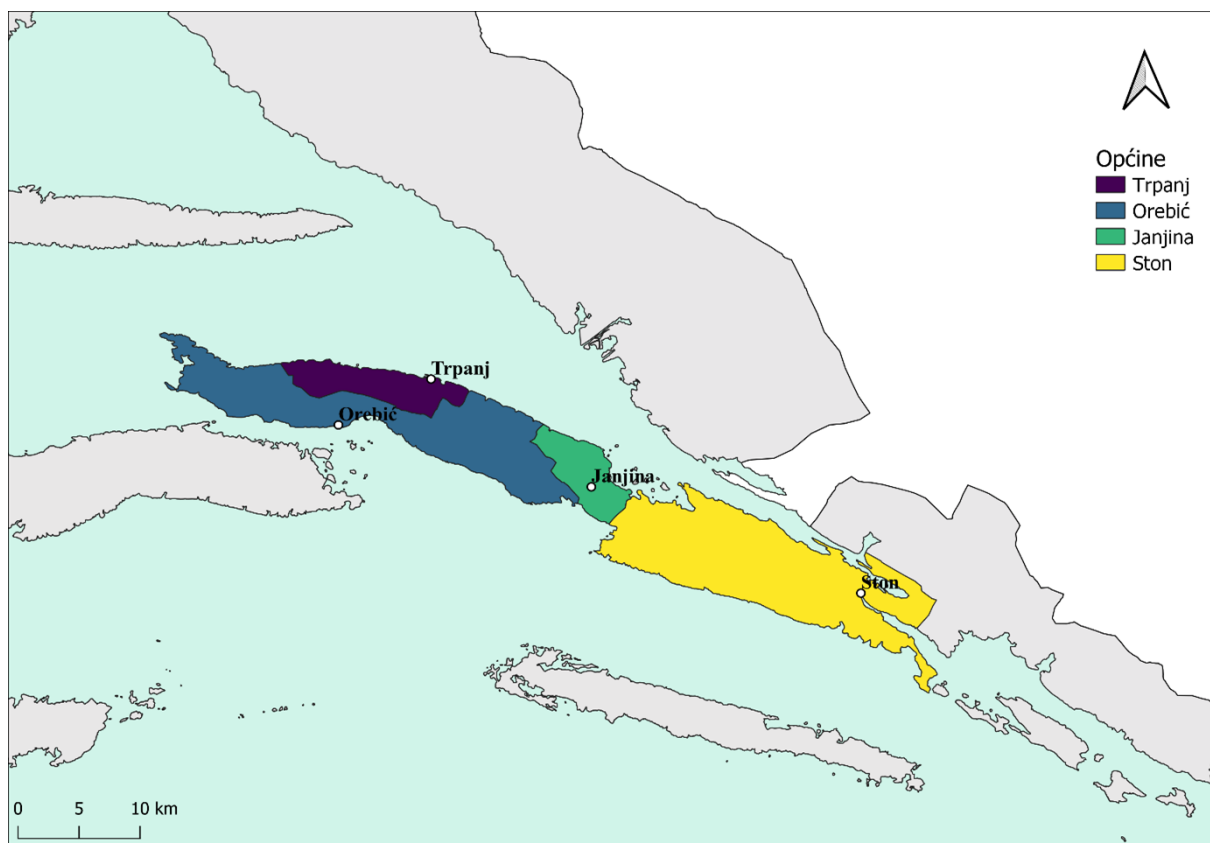 Općine
Trpanj
Orebić
Janjina
Ston
Trpanj
Orebić
Janjina
Ston
0 5 10 km